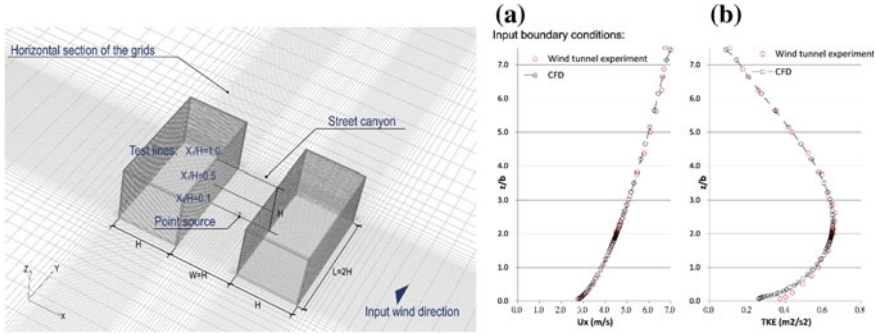 Horizontal section of the grids
Street canyon
Test lines: X/H=1.0
X/H=0.5
X/H=0.1
Point source
H
H
W=H
H
L=2H
Z
Y
X
Input wind direction
(a)
Input boundary conditions:
Wind tunnel experiment
CFD
z/b
7.0
6.0
5.0
4.0
3.0
2.0
1.0
0.0
0.0 1.0 2.0 3.0 4.0 5.0 6.0 7.0
Ux (m/s)
(b)
Wind tunnel experiment
CFD
z/b
7.0
6.0
5.0
4.0
3.0
2.0
1.0
0.0
0.0 0.2 0.4 0.6 0.8
TKE (m2/s2)